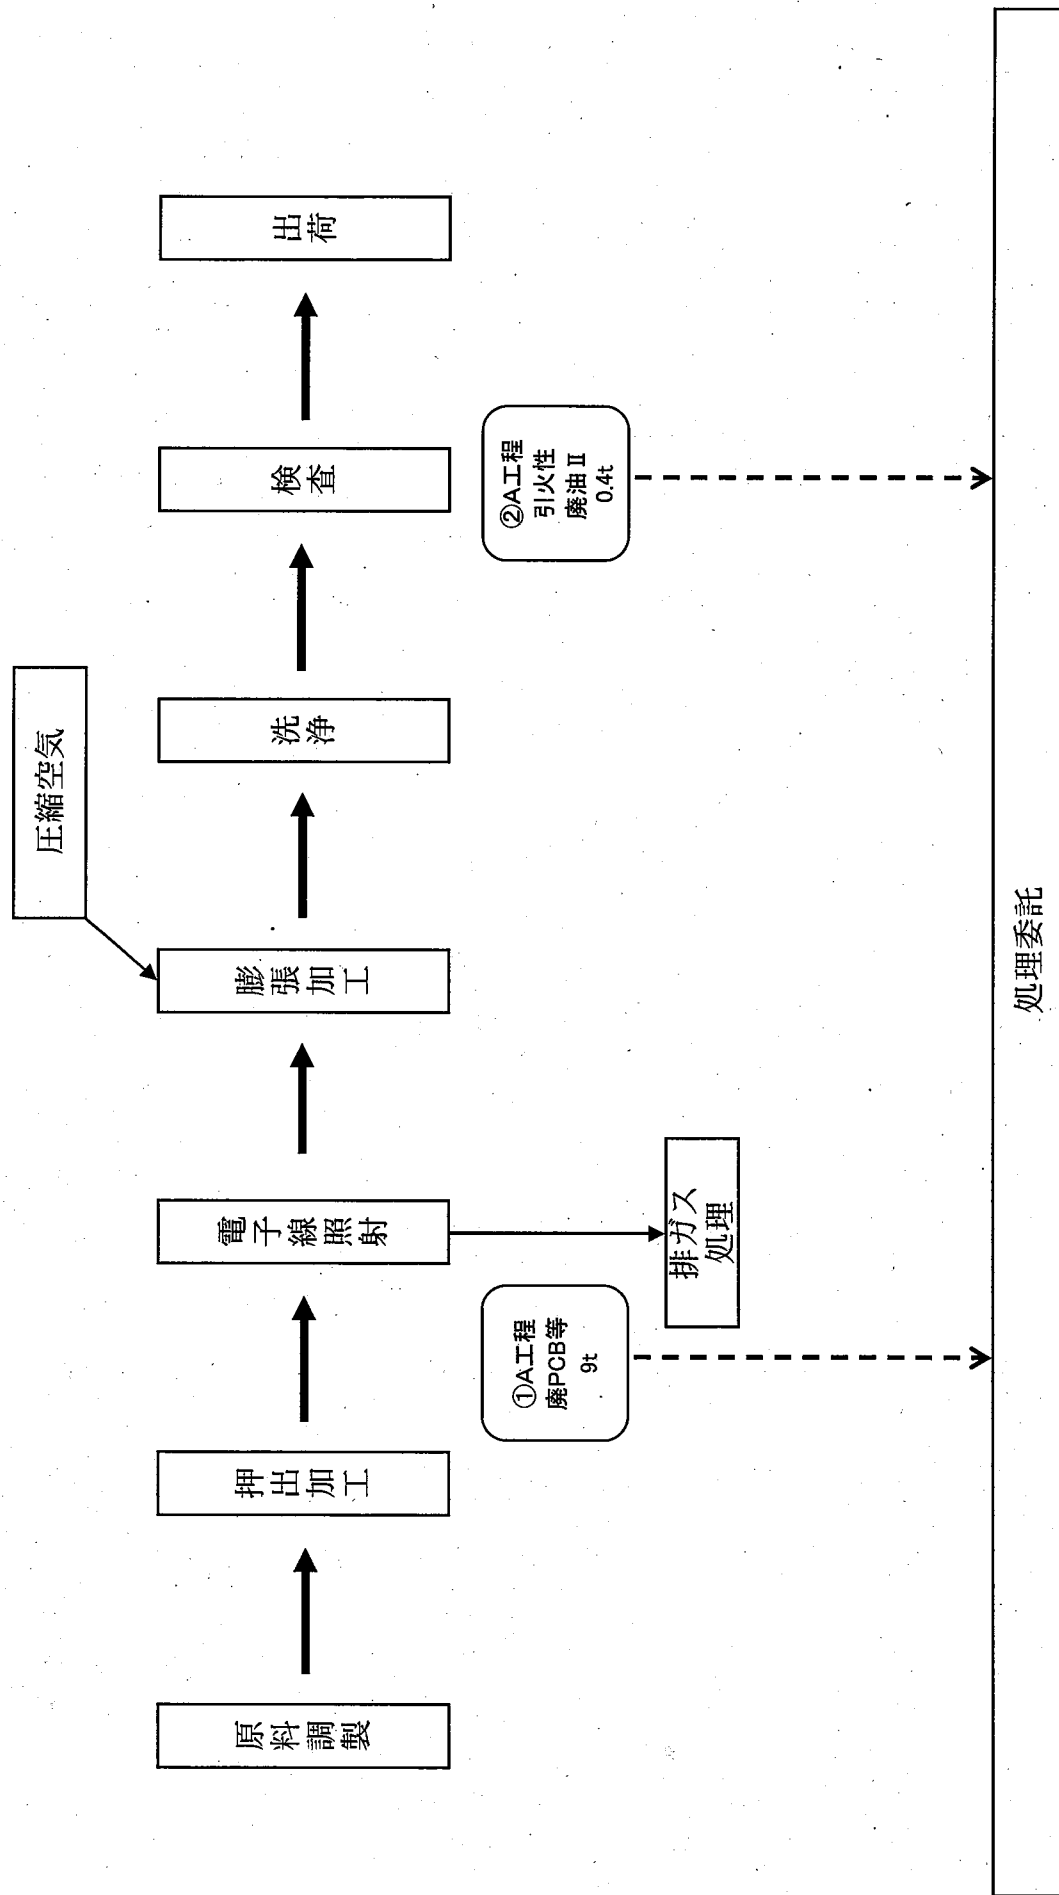 圧縮空気
原料調製
押出加工
電子線照射
膨張加工
洗浄
検査
出荷
①A工程
廃PCB等
9t
排ガス
処理
②A工程
引火性
廃油Ⅱ
0.4t
処理委託